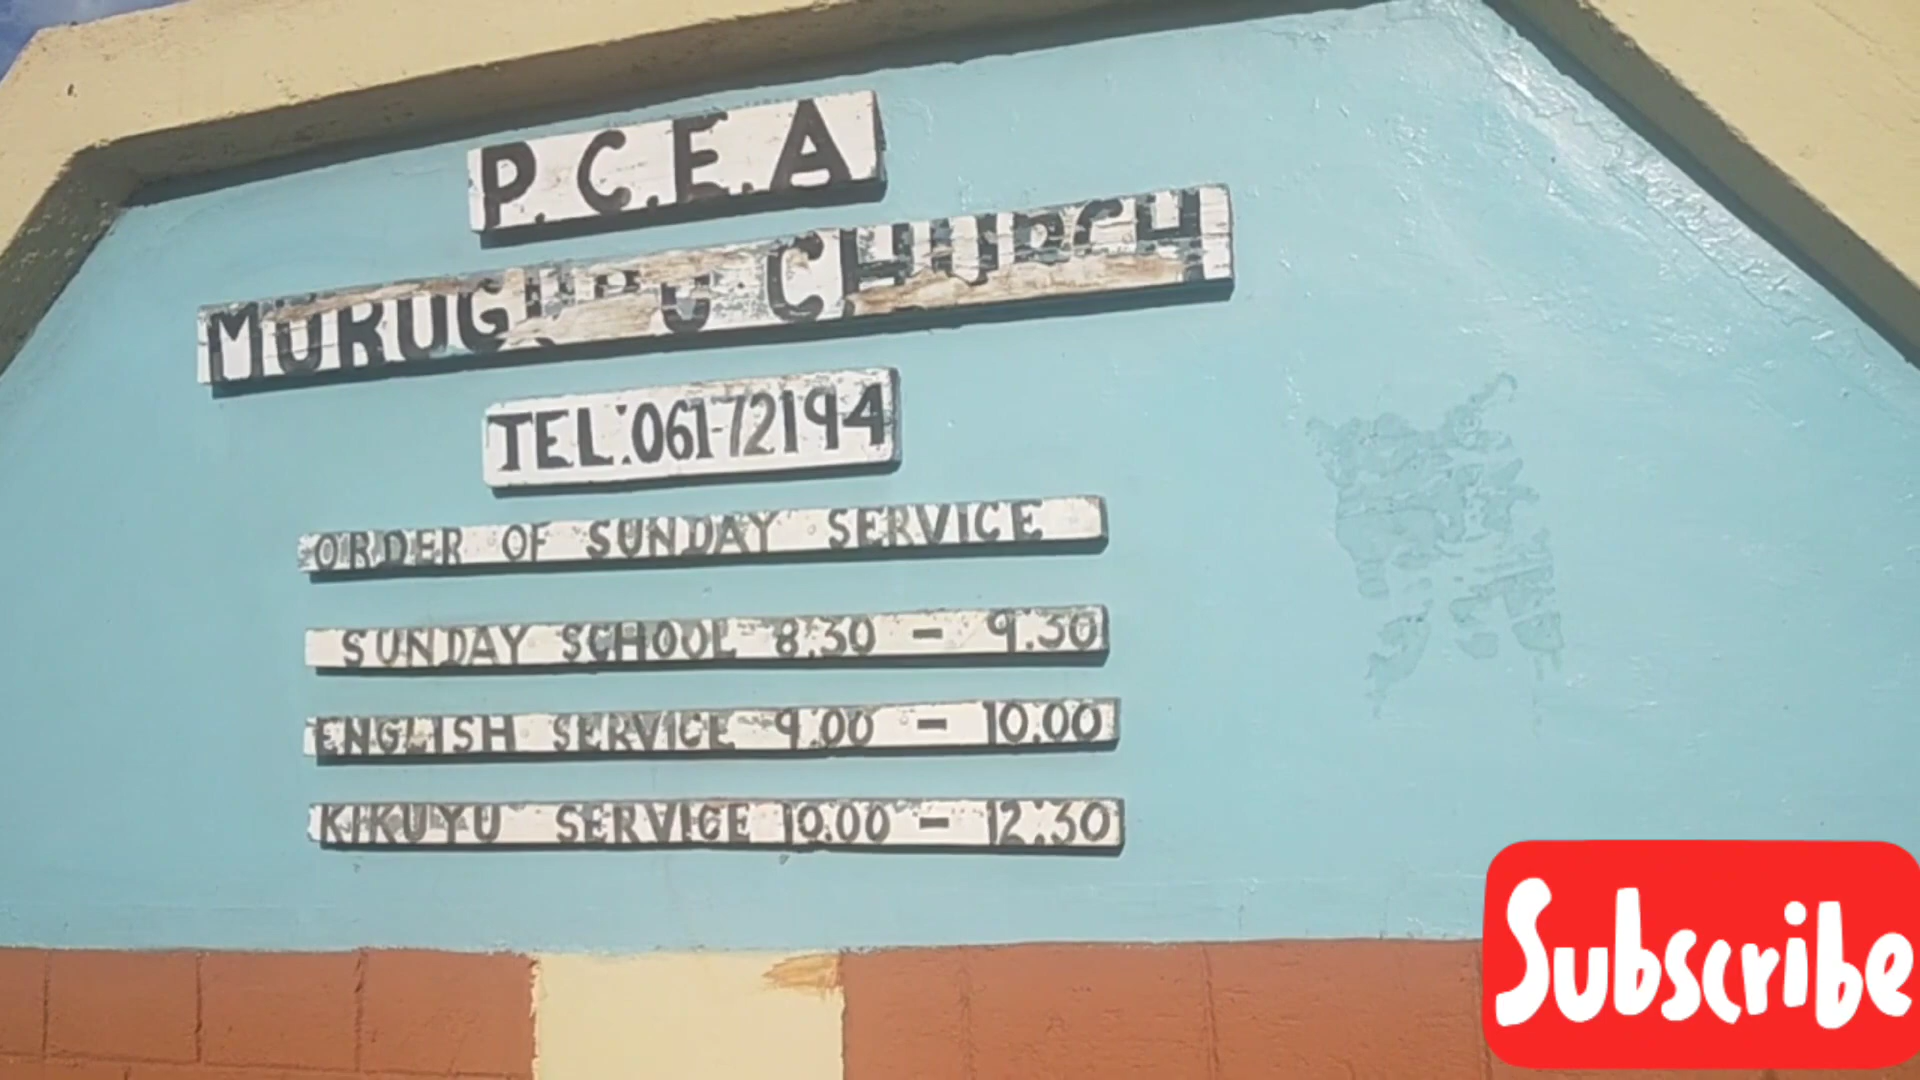 P.C.E.A
CHURCH
TEL:061-72194
ORDER OF SUNDAY SERVICE
SUNDAY SCHOOL 8.30 - 9.30
ENGLISH SERVICE 9.00 - 10.00
KIKUYU SERVICE 10.00 - 12.30
Subscribe